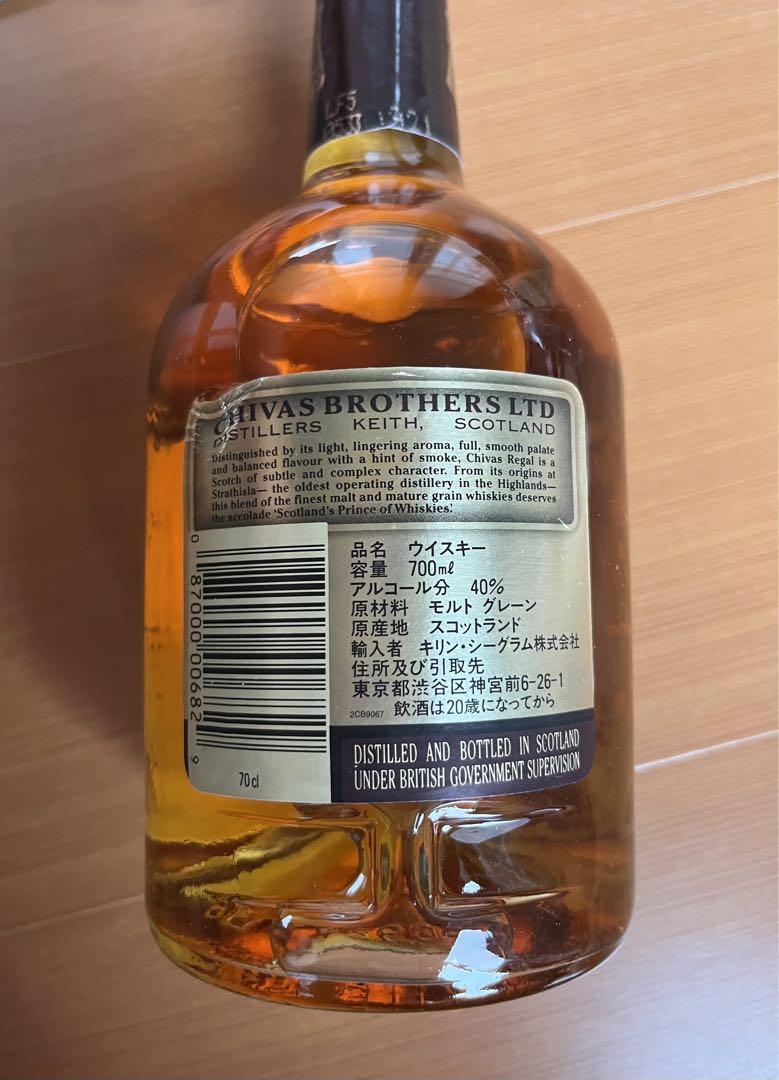 LF5
CHIVAS BROTHERS LTD
DISTILLERS KEITH, SCOTLAND
Distinguished by its light, lingering aroma, full, smooth palate
and balanced flavour with a hint of smoke, Chivas Regal is a
Scotch of subtle and complex character. From its origins at
Strathisla— the oldest operating distillery in the Highlands—
this blend of the finest malt and mature grain whiskies deserves
the accolade ‘Scotland's Prince of Whiskies’.
品名 ウイスキー
容量 700mℓ
アルコール分 40%
原材料 モルト グレーン
原産地 スコットランド
輸入者 キリン・シーグラム株式会社
住所及び引取先
東京都渋谷区神宮前6-26-1
2CB9067 飲酒は20歳になってから
0 87000 00682 9
70 cl
DISTILLED AND BOTTLED IN SCOTLAND
UNDER BRITISH GOVERNMENT SUPERVISION